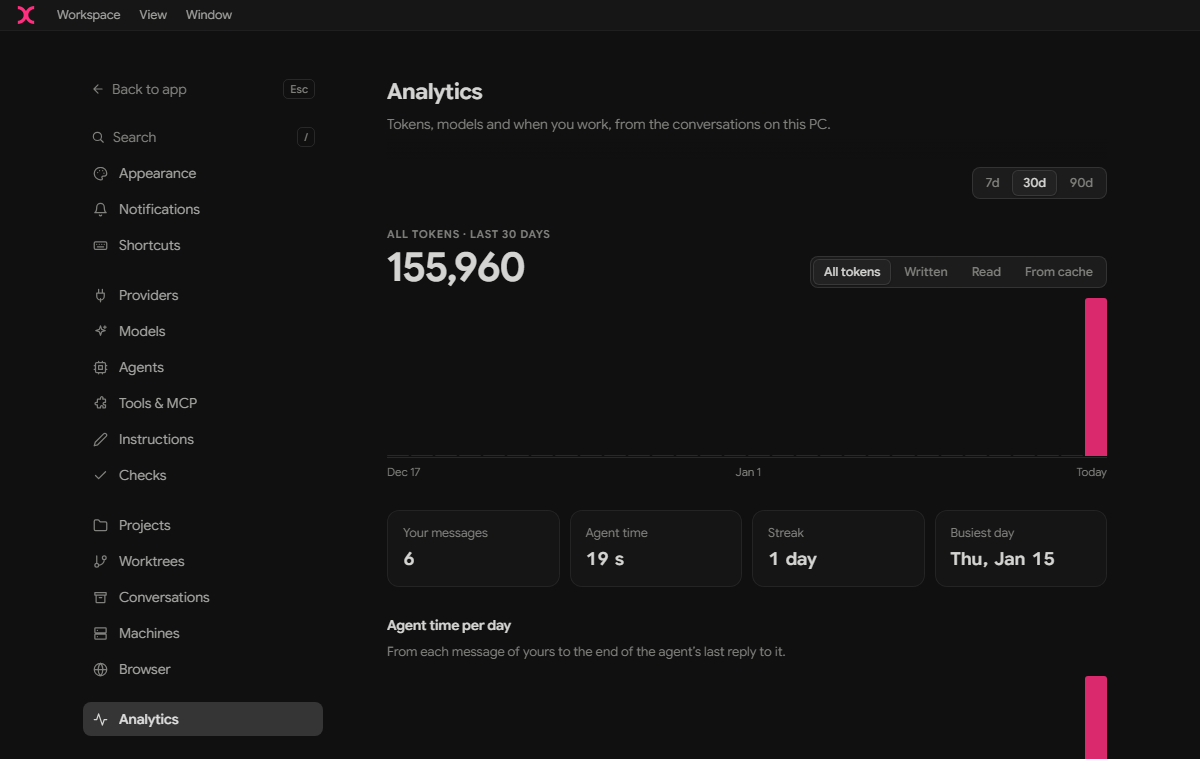 Workspace View Window
Back to app Esc
Search /
Appearance
Notifications
Shortcuts
Providers
Models
Agents
Tools & MCP
Instructions
Checks
Projects
Worktrees
Conversations
Machines
Browser
Analytics
Analytics
Tokens, models and when you work, from the conversations on this PC.
7d 30d 90d
ALL TOKENS · LAST 30 DAYS
155,960
All tokens Written Read From cache
Dec 17 Jan 1 Today
Your messages
6
Agent time
19 s
Streak
1 day
Busiest day
Thu, Jan 15
Agent time per day
From each message of yours to the end of the agent's last reply to it.